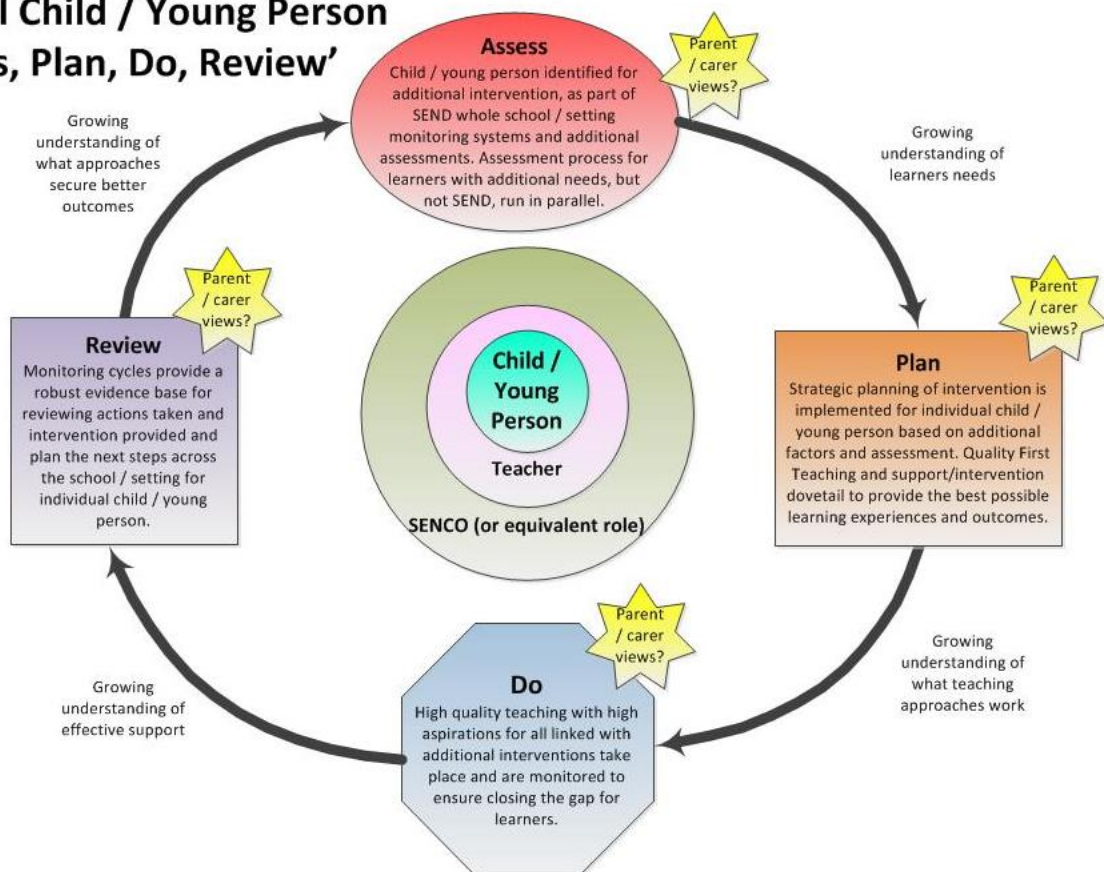 l Child / Young Person
s, Plan, Do, Review’
Assess
Child / young person identified for
additional intervention, as part of
SEND whole school / setting
monitoring systems and additional
assessments. Assessment process for
learners with additional needs, but
not SEND, run in parallel.
Parent
/ carer
views?
Growing
understanding of
learners needs
Parent
/ carer
views?
Plan
Strategic planning of intervention is
implemented for individual child /
young person based on additional
factors and assessment. Quality First
Teaching and support/intervention
dovetail to provide the best possible
learning experiences and outcomes.
Growing
understanding of
what teaching
approaches work
Parent
/ carer
views?
Do
High quality teaching with high
aspirations for all linked with
additional interventions take
place and are monitored to
ensure closing the gap for
learners.
Growing
understanding of
effective support
Parent
/ carer
views?
Review
Monitoring cycles provide a
robust evidence base for
reviewing actions taken and
intervention provided and
plan the next steps across
the school / setting for
individual child / young
person.
Growing
understanding of
what approaches
secure better
outcomes
Child /
Young
Person
Teacher
SENCO (or equivalent role)